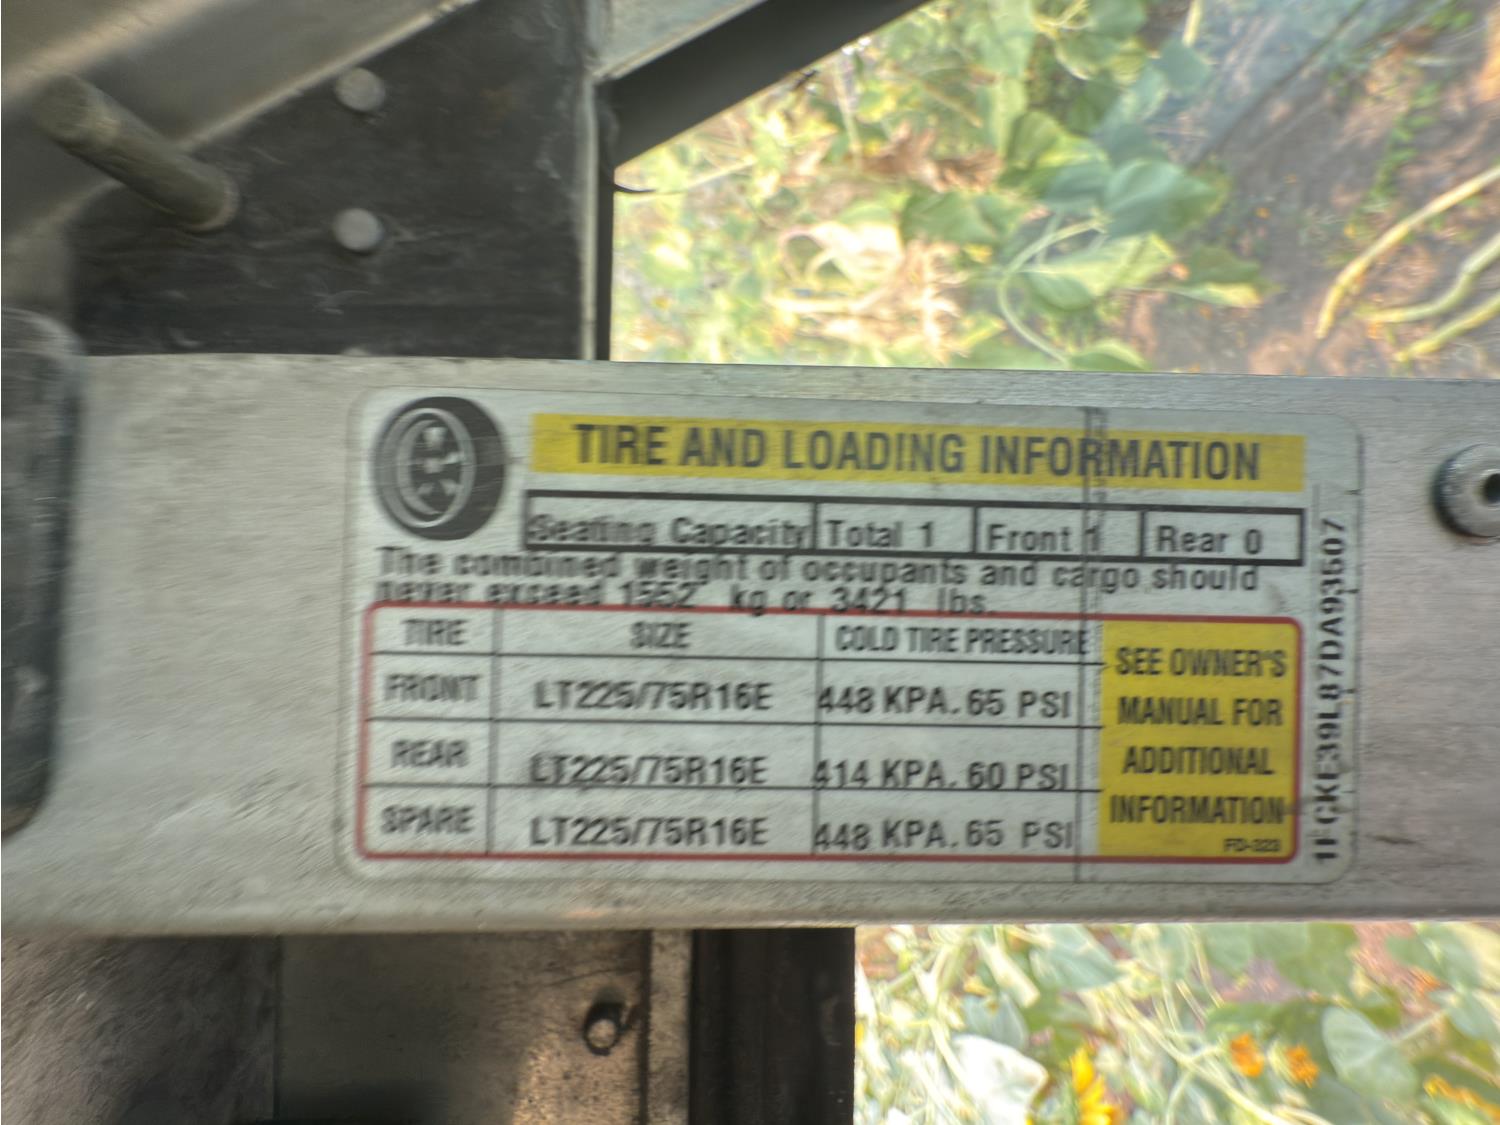 TIRE AND LOADING INFORMATION
Seating Capacity Total 1 Front 1 Rear 0
The combined weight of occupants and cargo should
never exceed 1552 kg or 3421 lbs.
TIRE SIZE COLD TIRE PRESSURE
FRONT LT225/75R16E 448 KPA. 65 PSI
REAR LT225/75R16E 414 KPA. 60 PSI
SPARE LT225/75R16E 448 KPA. 65 PSI
SEE OWNER'S
MANUAL FOR
ADDITIONAL
INFORMATION
FD-323
1FCKE39L87DA93507